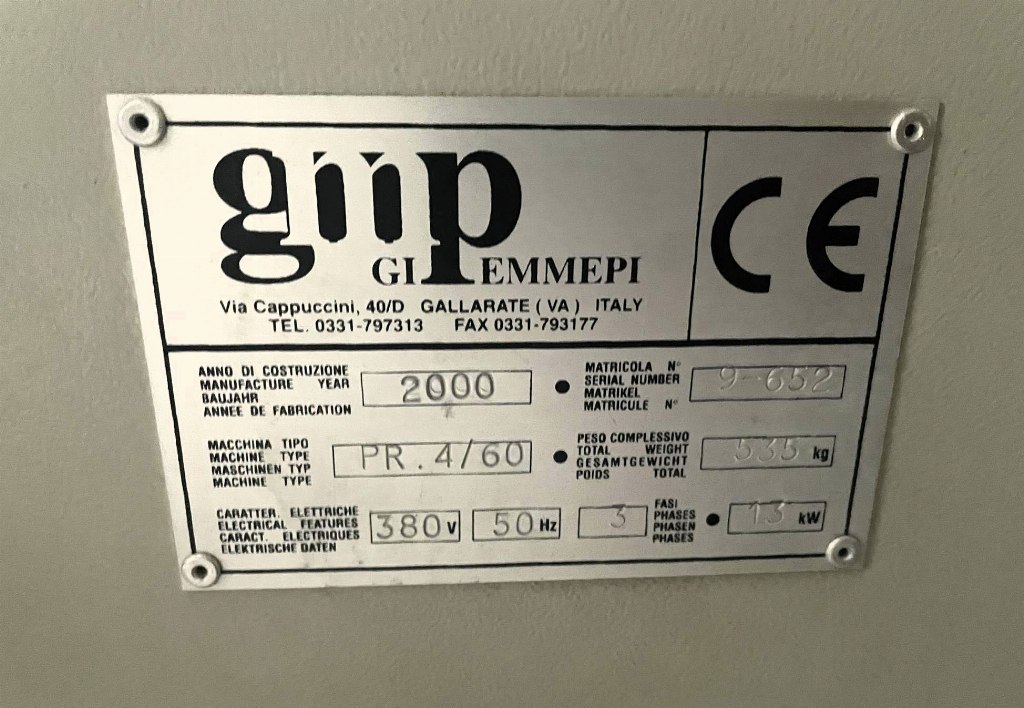 gmp
GIEMMEPI
CE
Via Cappuccini, 40/D GALLARATE ( VA ) ITALY
TEL. 0331-797313 FAX 0331-793177
ANNO DI COSTRUZIONE
MANUFACTURE YEAR
BAUJAHR
ANNEE DE FABRICATION
2000
MATRICOLA N°
SERIAL NUMBER
MATRIKEL
MATRICULE N°
9-652
MACCHINA TIPO
MACHINE TYPE
MASCHINEN TYP
MACHINE TYPE
PR.4/60
PESO COMPLESSIVO
TOTAL WEIGHT
GESAMTGEWICHT
POIDS TOTAL
535 kg
CARATTER. ELETTRICHE
ELECTRICAL FEATURES
CARACT. ELECTRIQUES
ELEKTRISCHE DATEN
380 V
50 Hz
3
FASI
PHASES
PHASEN
PHASES
13 kW